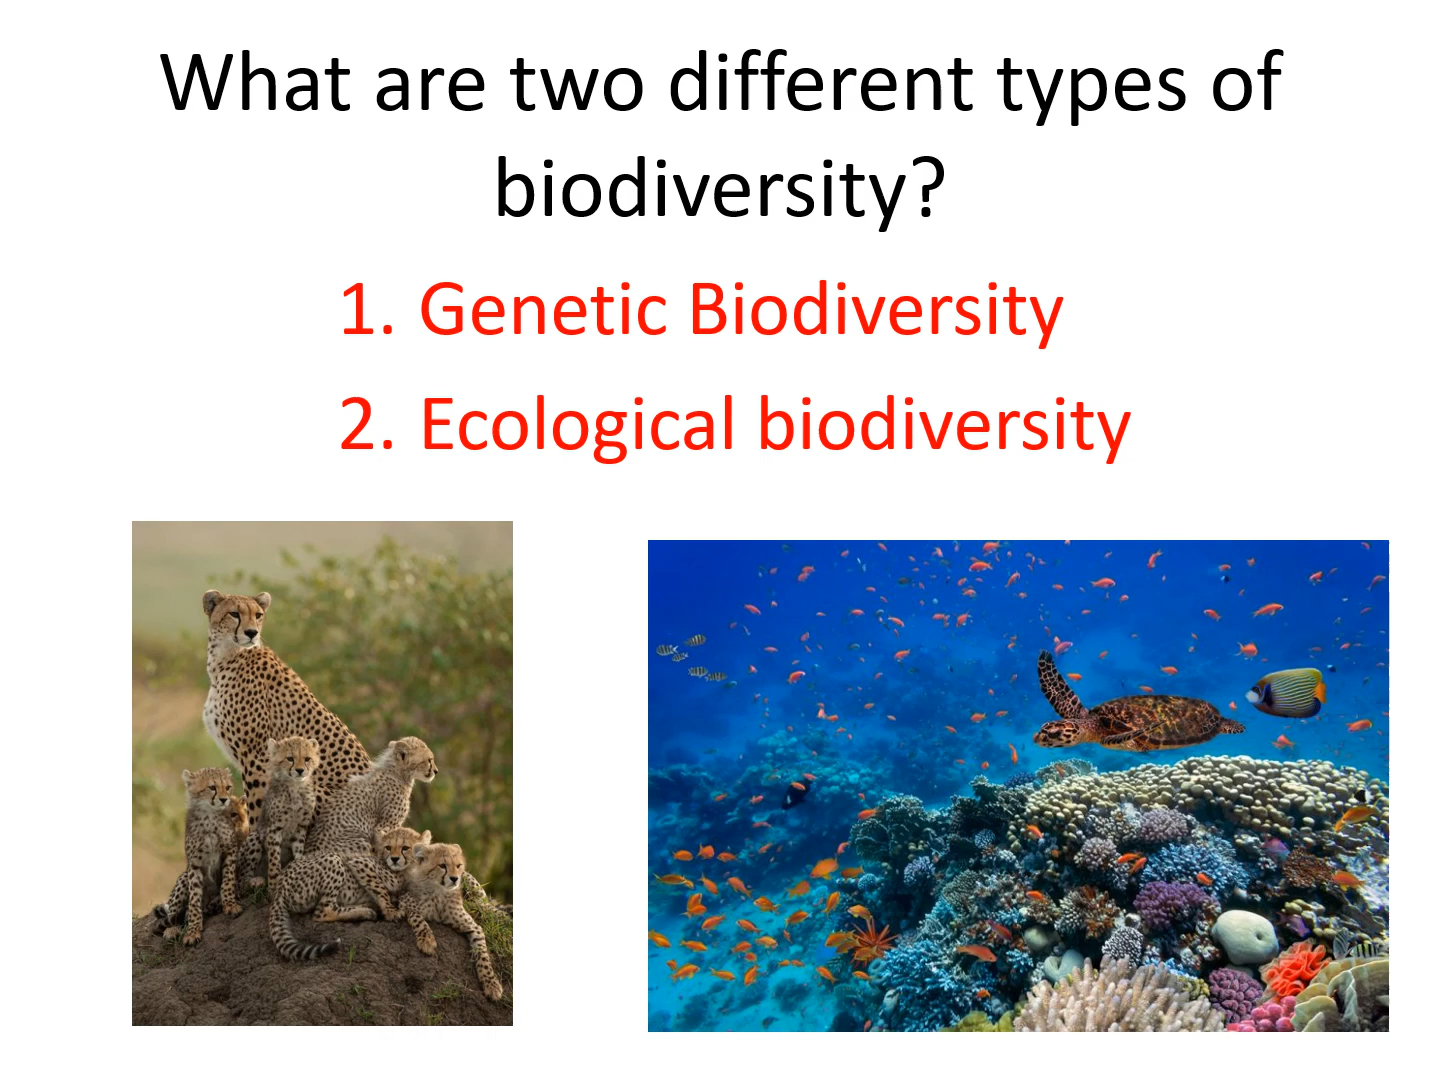 What are two different types of
biodiversity?
1. Genetic Biodiversity
2. Ecological biodiversity